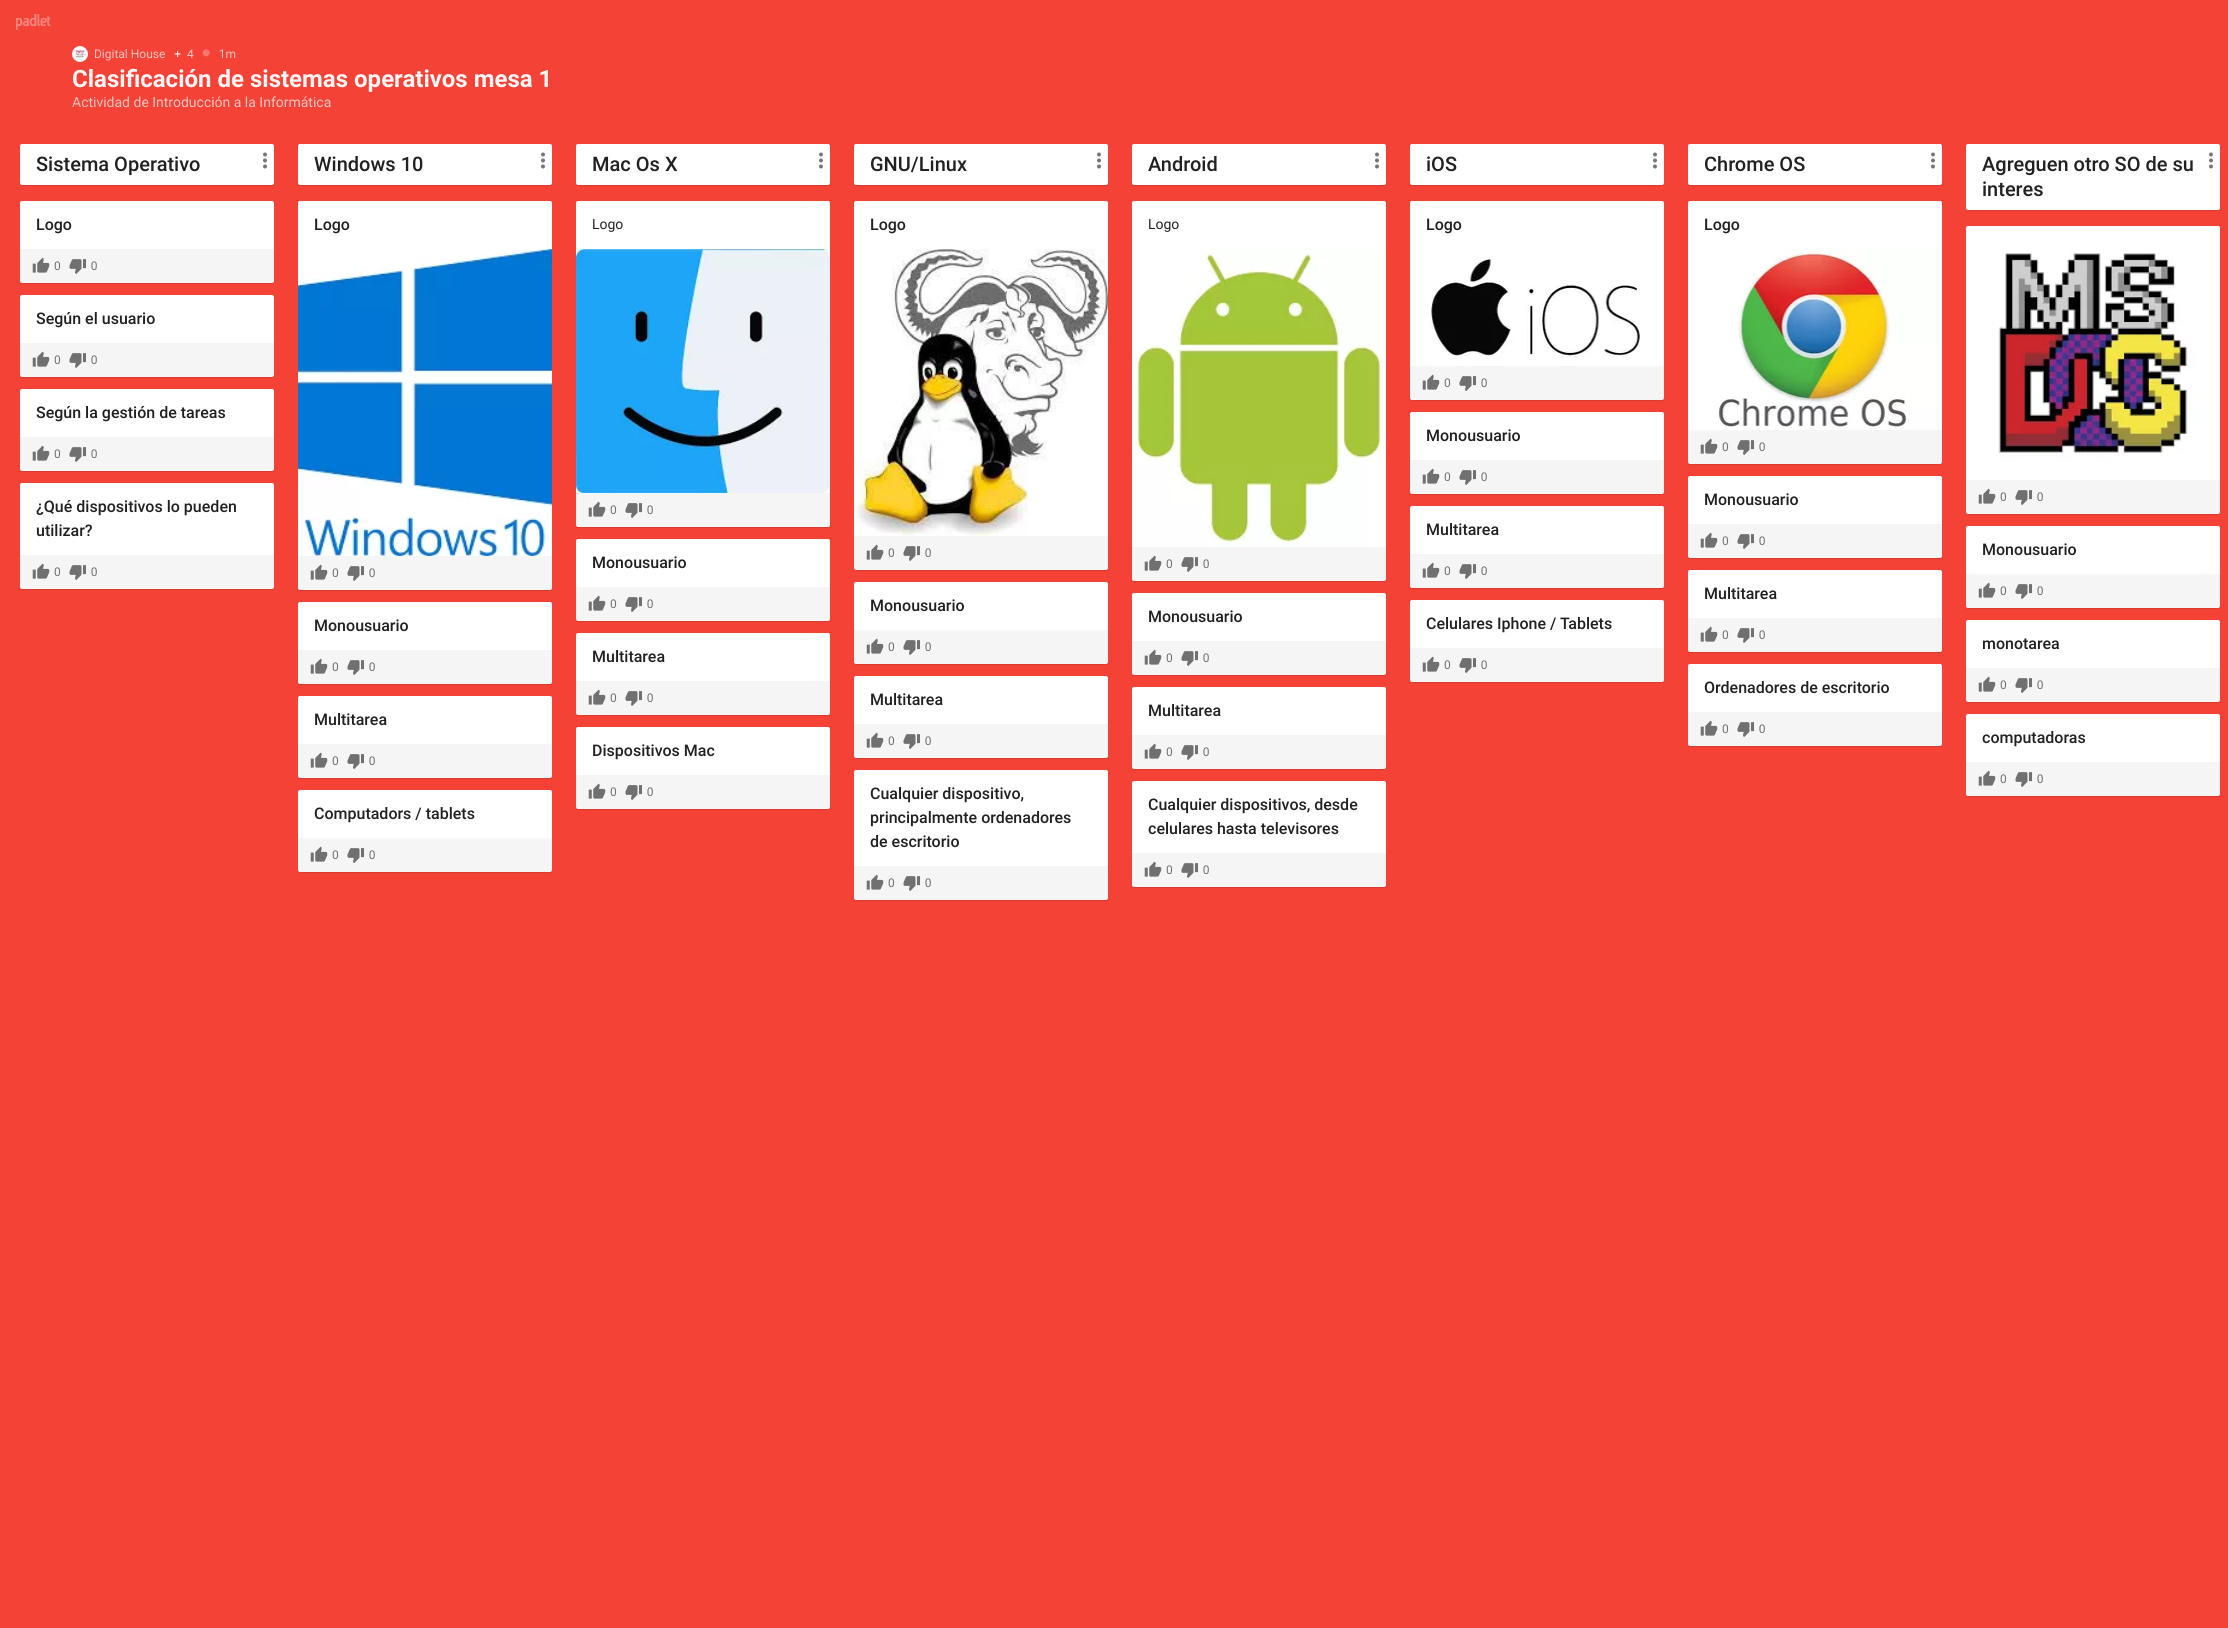 padlet
Digital House + 4 1m
Clasificación de sistemas operativos mesa 1
Actividad de Introducción a la Informática
Sistema Operativo
Logo
0 0
Según el usuario
0 0
Según la gestión de tareas
0 0
¿Qué dispositivos lo pueden
utilizar?
0 0
Windows 10
Logo
Windows 10
0 0
Monousuario
0 0
Multitarea
0 0
Computadors / tablets
0 0
Mac Os X
Logo
0 0
Monousuario
0 0
Multitarea
0 0
Dispositivos Mac
0 0
GNU/Linux
Logo
0 0
Monousuario
0 0
Multitarea
0 0
Cualquier dispositivo,
principalmente ordenadores
de escritorio
0 0
Android
Logo
0 0
Monousuario
0 0
Multitarea
0 0
Cualquier dispositivos, desde
celulares hasta televisores
0 0
iOS
Logo
iOS
0 0
Monousuario
0 0
Multitarea
0 0
Celulares Iphone / Tablets
0 0
Chrome OS
Logo
Chrome OS
0 0
Monousuario
0 0
Multitarea
0 0
Ordenadores de escritorio
0 0
Agreguen otro SO de su
interes
MS
DOS
0 0
Monousuario
0 0
monotarea
0 0
computadoras
0 0